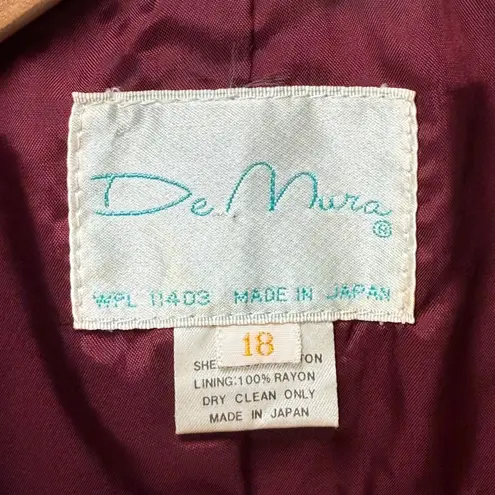 De Mura ®
WPL 11403 MADE IN JAPAN
18
LINING:100% RAYON
DRY CLEAN ONLY
MADE IN JAPAN